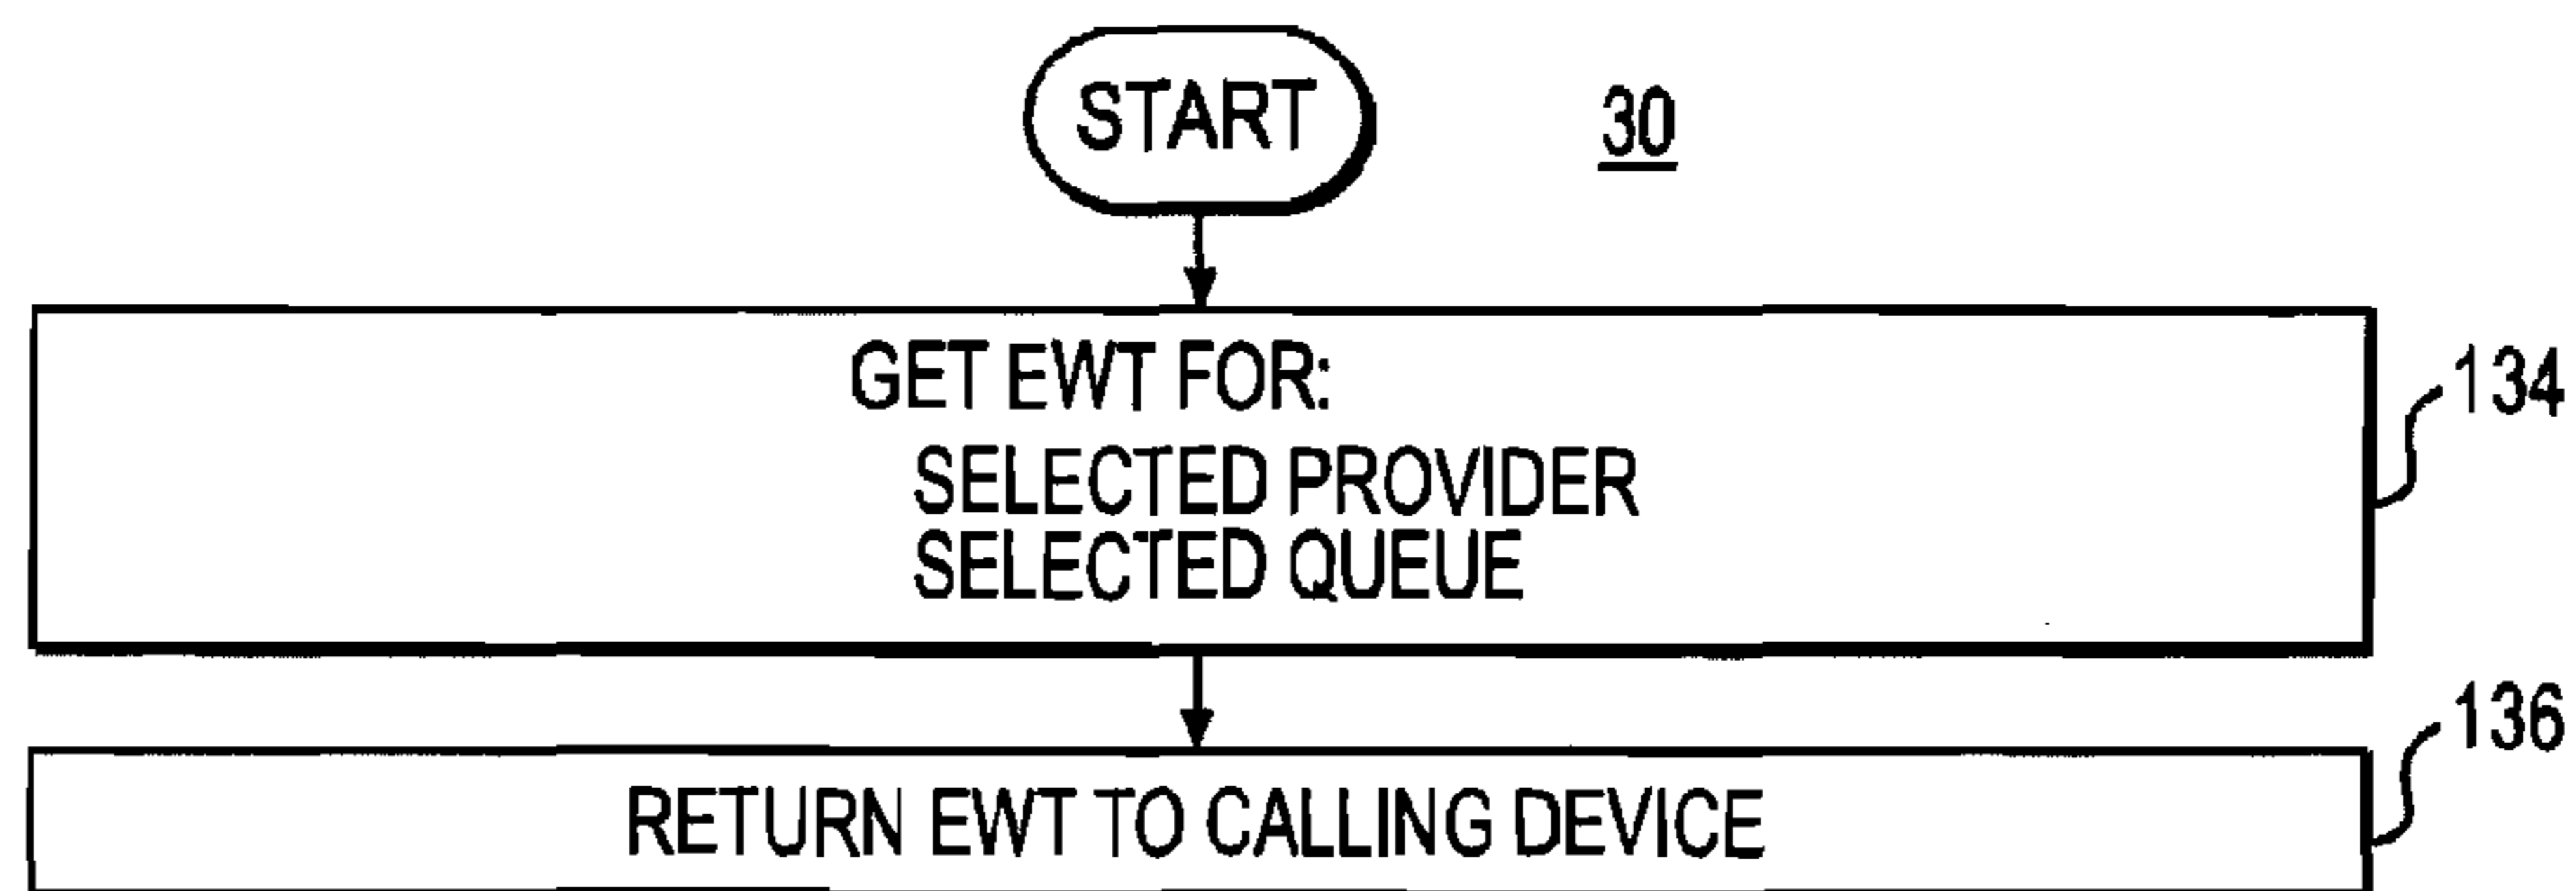 START
30
GET EWT FOR:
SELECTED PROVIDER
SELECTED QUEUE
134
RETURN EWT TO CALLING DEVICE
136